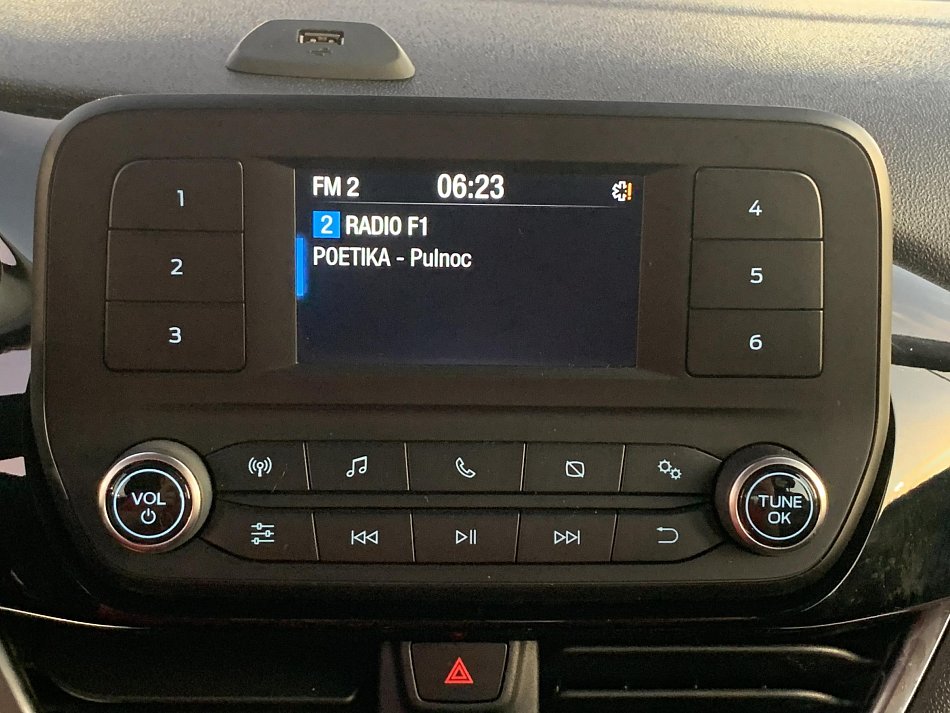 FM 2 06:23
2 RADIO F1
POETIKA - Pulnoc
1
2
3
4
5
6
VOL
TUNE
OK